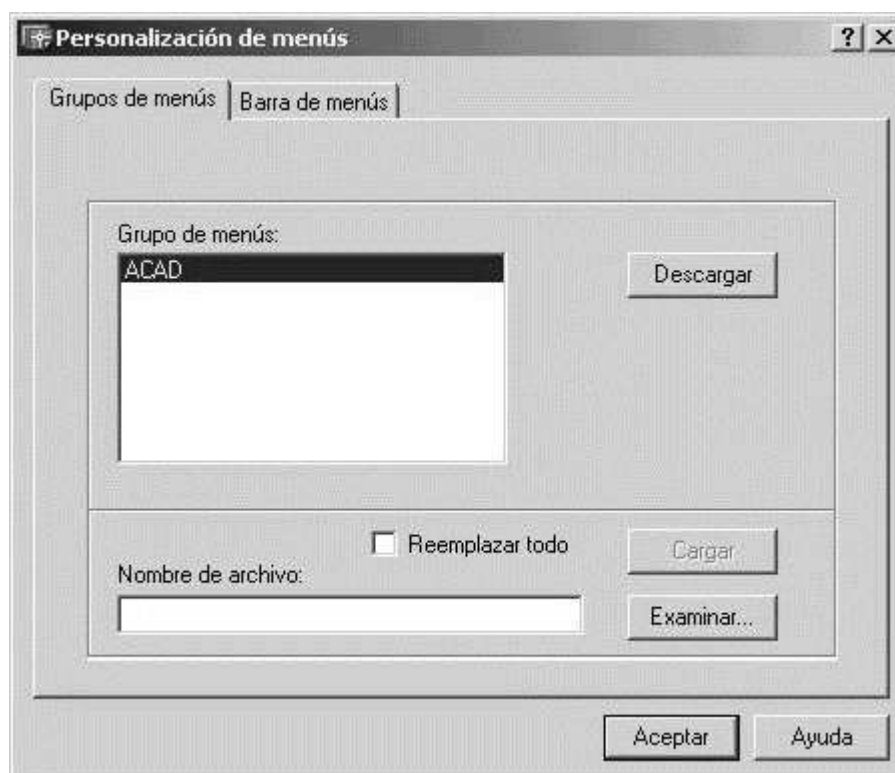 Personalización de menús
Grupos de menús
Barra de menús
Grupo de menús:
ACAD
Descargar
Reemplazar todo
Cargar
Nombre de archivo:
Examinar...
Aceptar
Ayuda